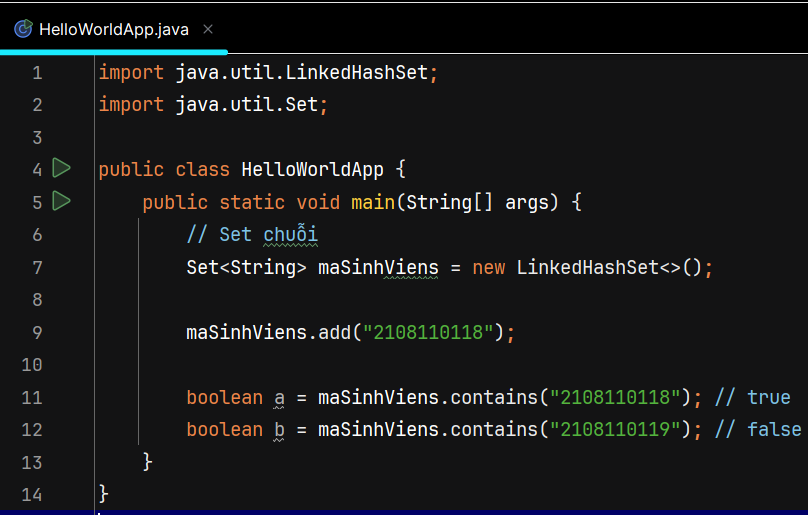 HelloWorldApp.java ×
1 import java.util.LinkedHashSet;
2 import java.util.Set;
3
4 public class HelloWorldApp {
5 public static void main(String[] args) {
6 // Set chuỗi
7 Set<String> maSinhViens = new LinkedHashSet<>();
8
9 maSinhViens.add("2108110118");
10
11 boolean a = maSinhViens.contains("2108110118"); // true
12 boolean b = maSinhViens.contains("2108110119"); // false
13 }
14 }